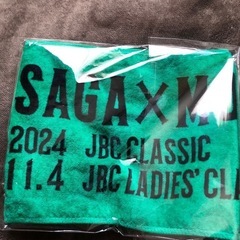 SAGA×M
2024 JBC CLASSIC
11.4 JBC LADIES' CL